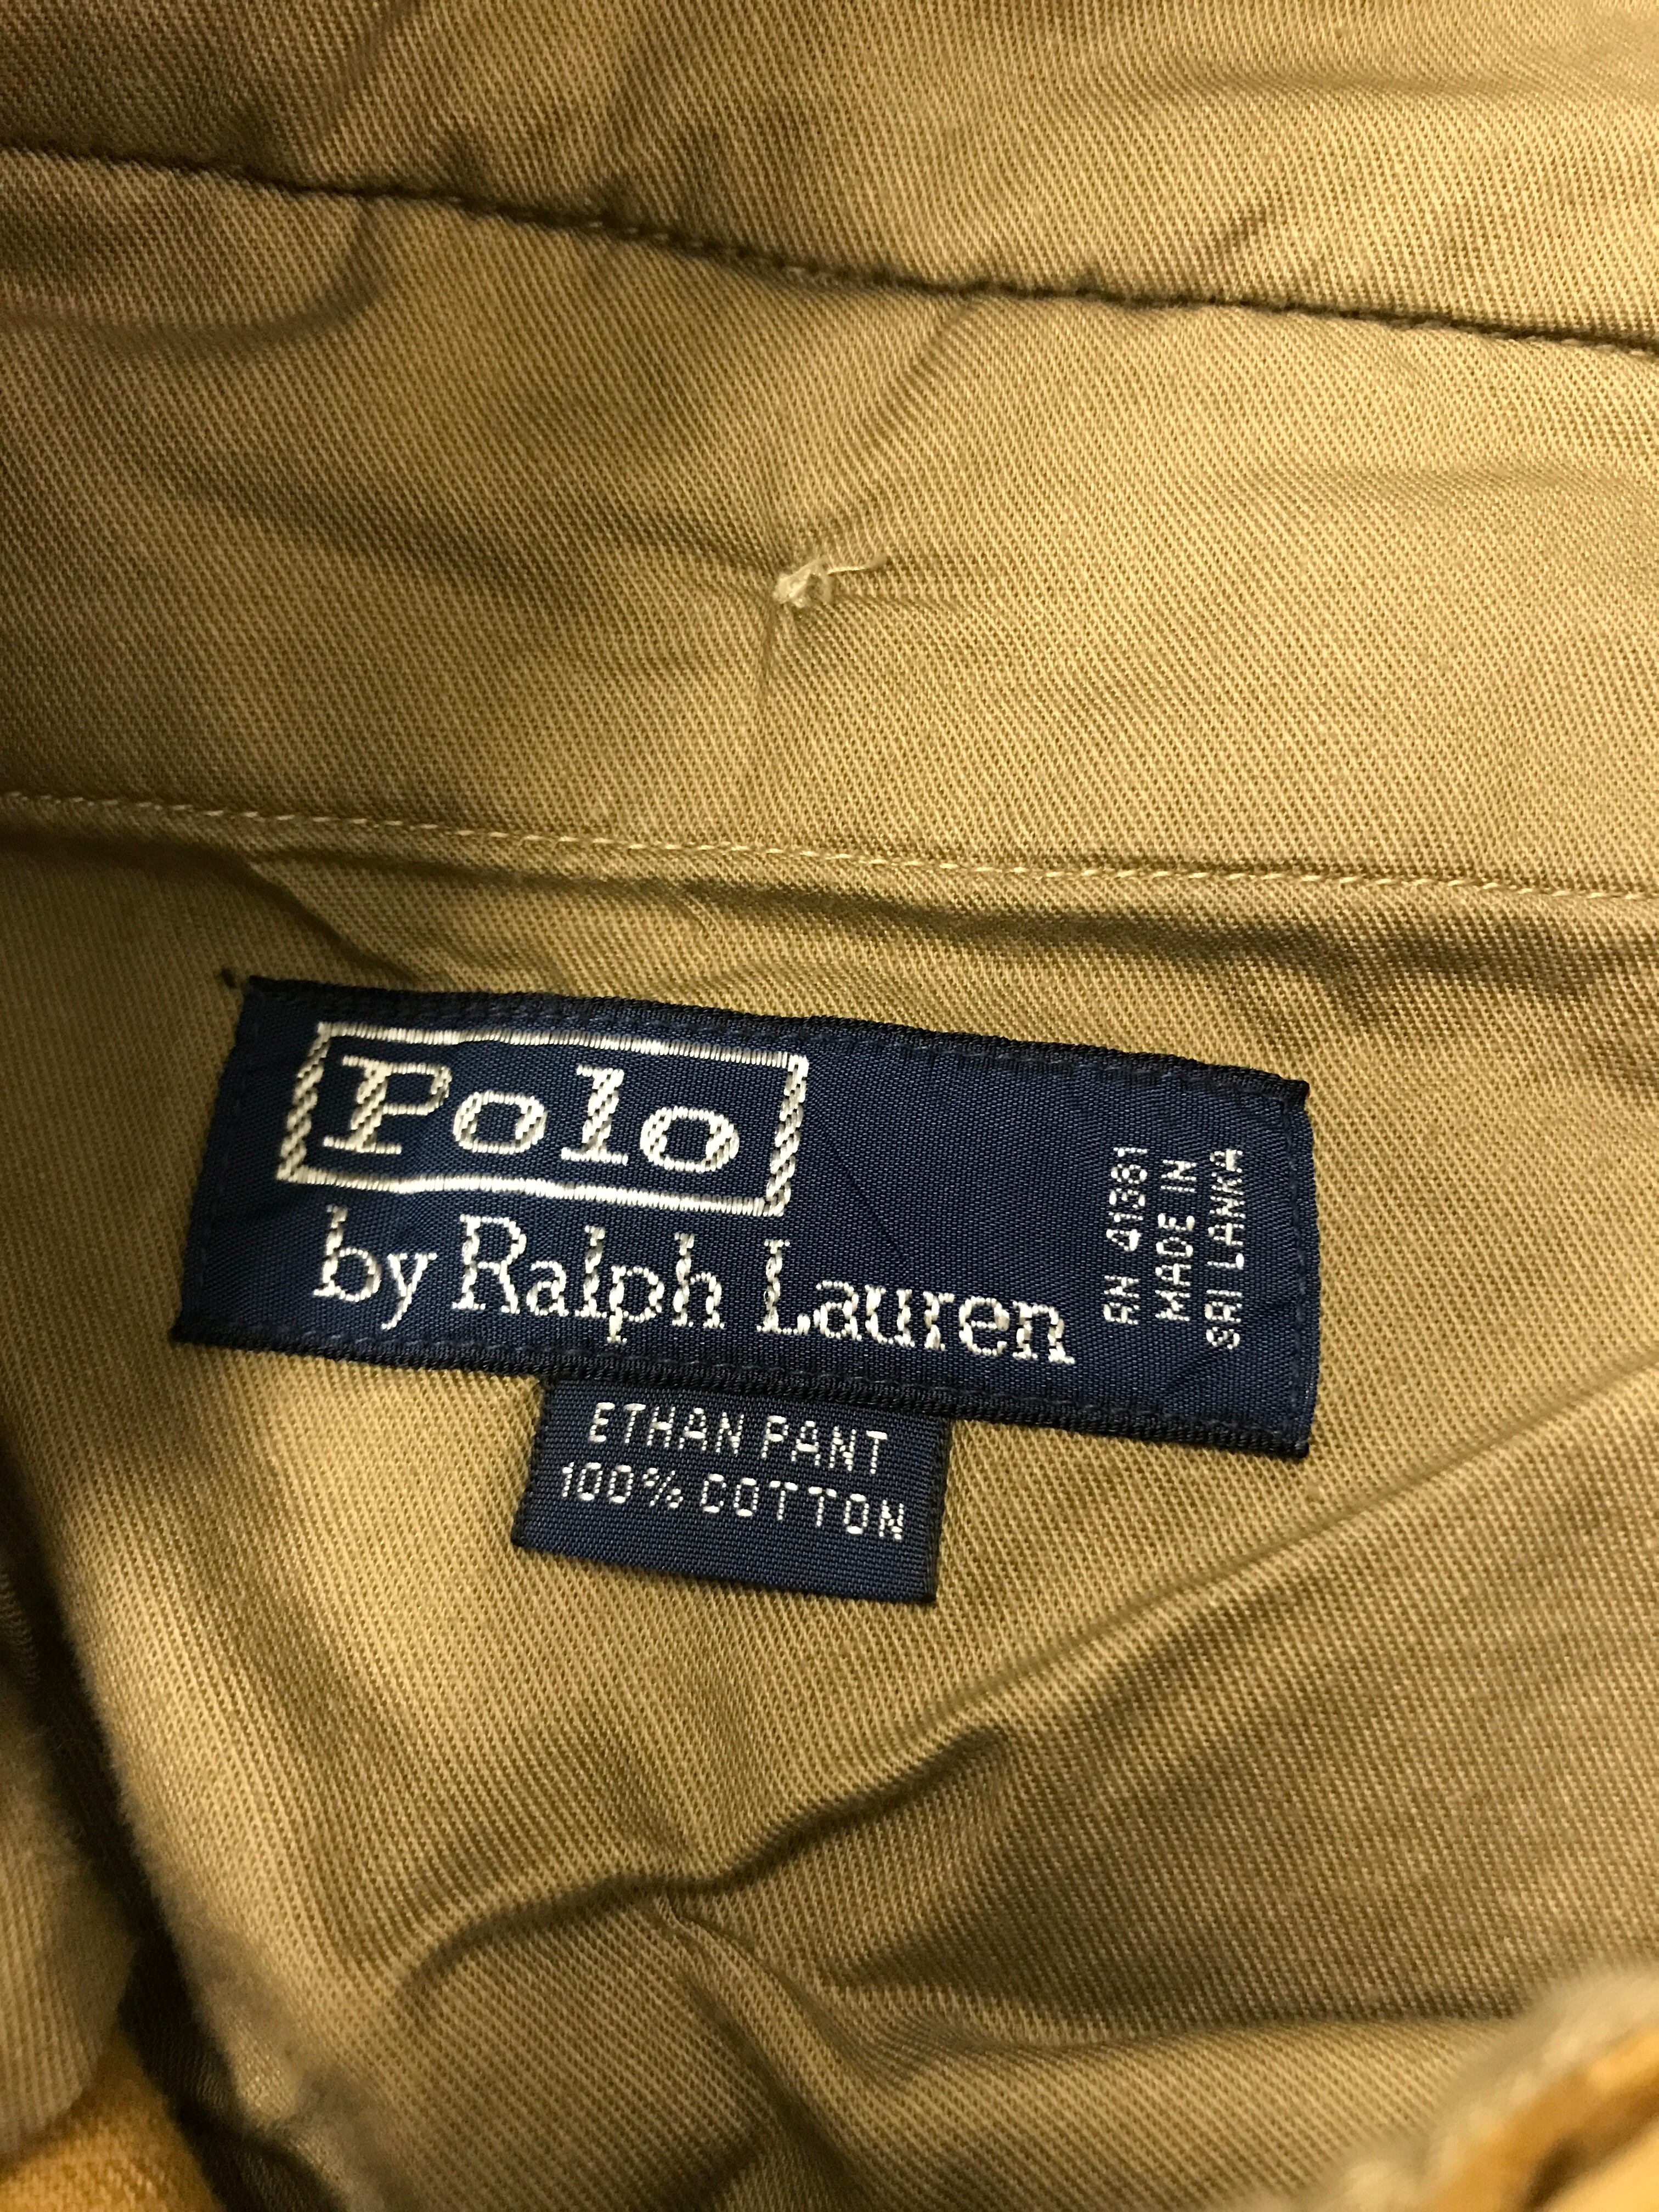 Polo
by Ralph Lauren
RN 41381
MADE IN
SRI LANKA
ETHAN PANT
100% COTTON